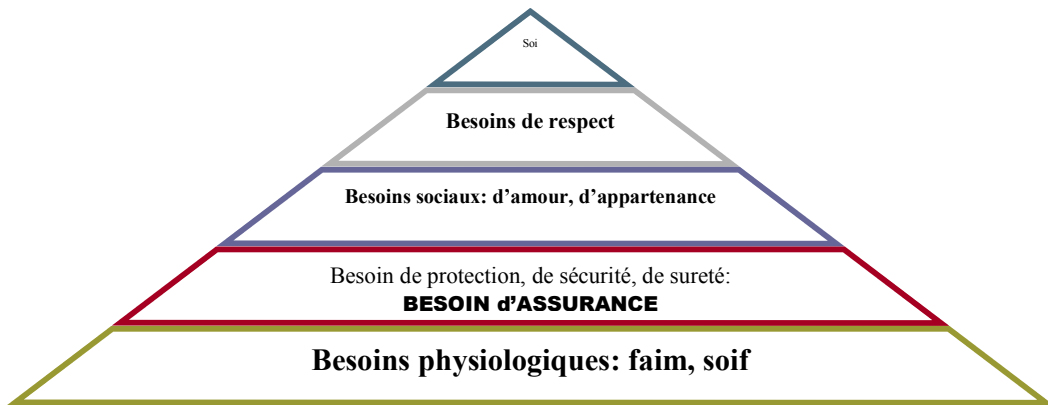 Soi
Besoins de respect
Besoins sociaux: d’amour, d’appartenance
Besoin de protection, de sécurité, de sureté:
BESOIN d’ASSURANCE
Besoins physiologiques: faim, soif